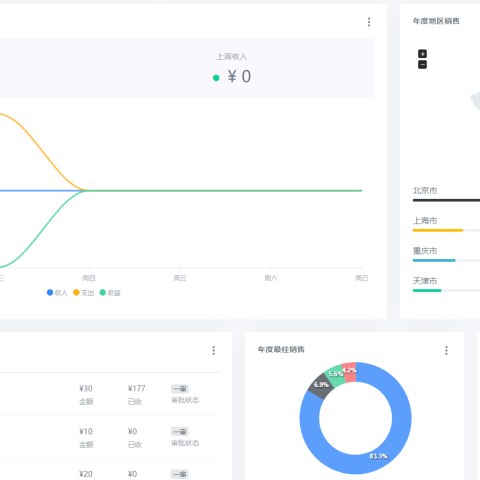 上周收入
¥ 0
三
周四
周五
周六
周日
收入
支出
收益
年度地区销售
+
−
北京市
上海市
重庆市
天津市
¥30
¥177
一审
金额
已收
审批状态
¥10
¥0
一审
金额
已收
审批状态
¥20
¥0
一审
年度最佳销售
4.2%
5.6%
6.9%
83.3%